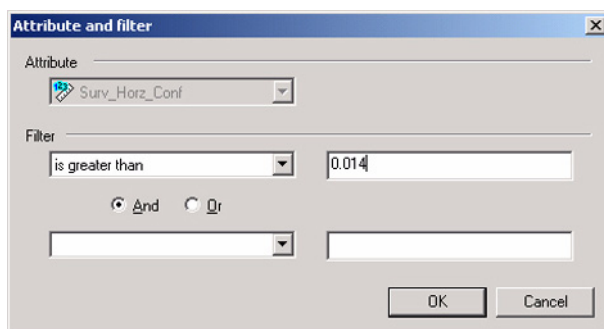 Attribute and filter
Attribute
Surv_Horz_Conf
Filter
is greater than 0.014
And Or
OK Cancel